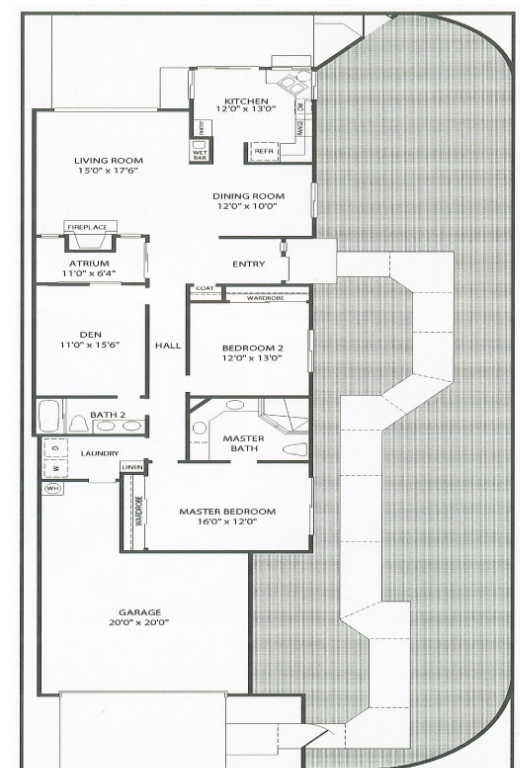 KITCHEN
12'0" x 13'0"
PANTRY
DW
RANGE
REFR.
WET
BAR
LIVING ROOM
15'0" x 17'6"
DINING ROOM
12'0" x 10'0"
FIREPLACE
ATRIUM
11'0" x 6'4"
ENTRY
COAT
WARDROBE
DEN
11'0" x 15'6"
HALL
BEDROOM 2
12'0" x 13'0"
BATH 2
MASTER
BATH
LAUNDRY
W D
LINEN
WH
WARDROBE
MASTER BEDROOM
16'0" x 12'0"
GARAGE
20'0" x 20'0"